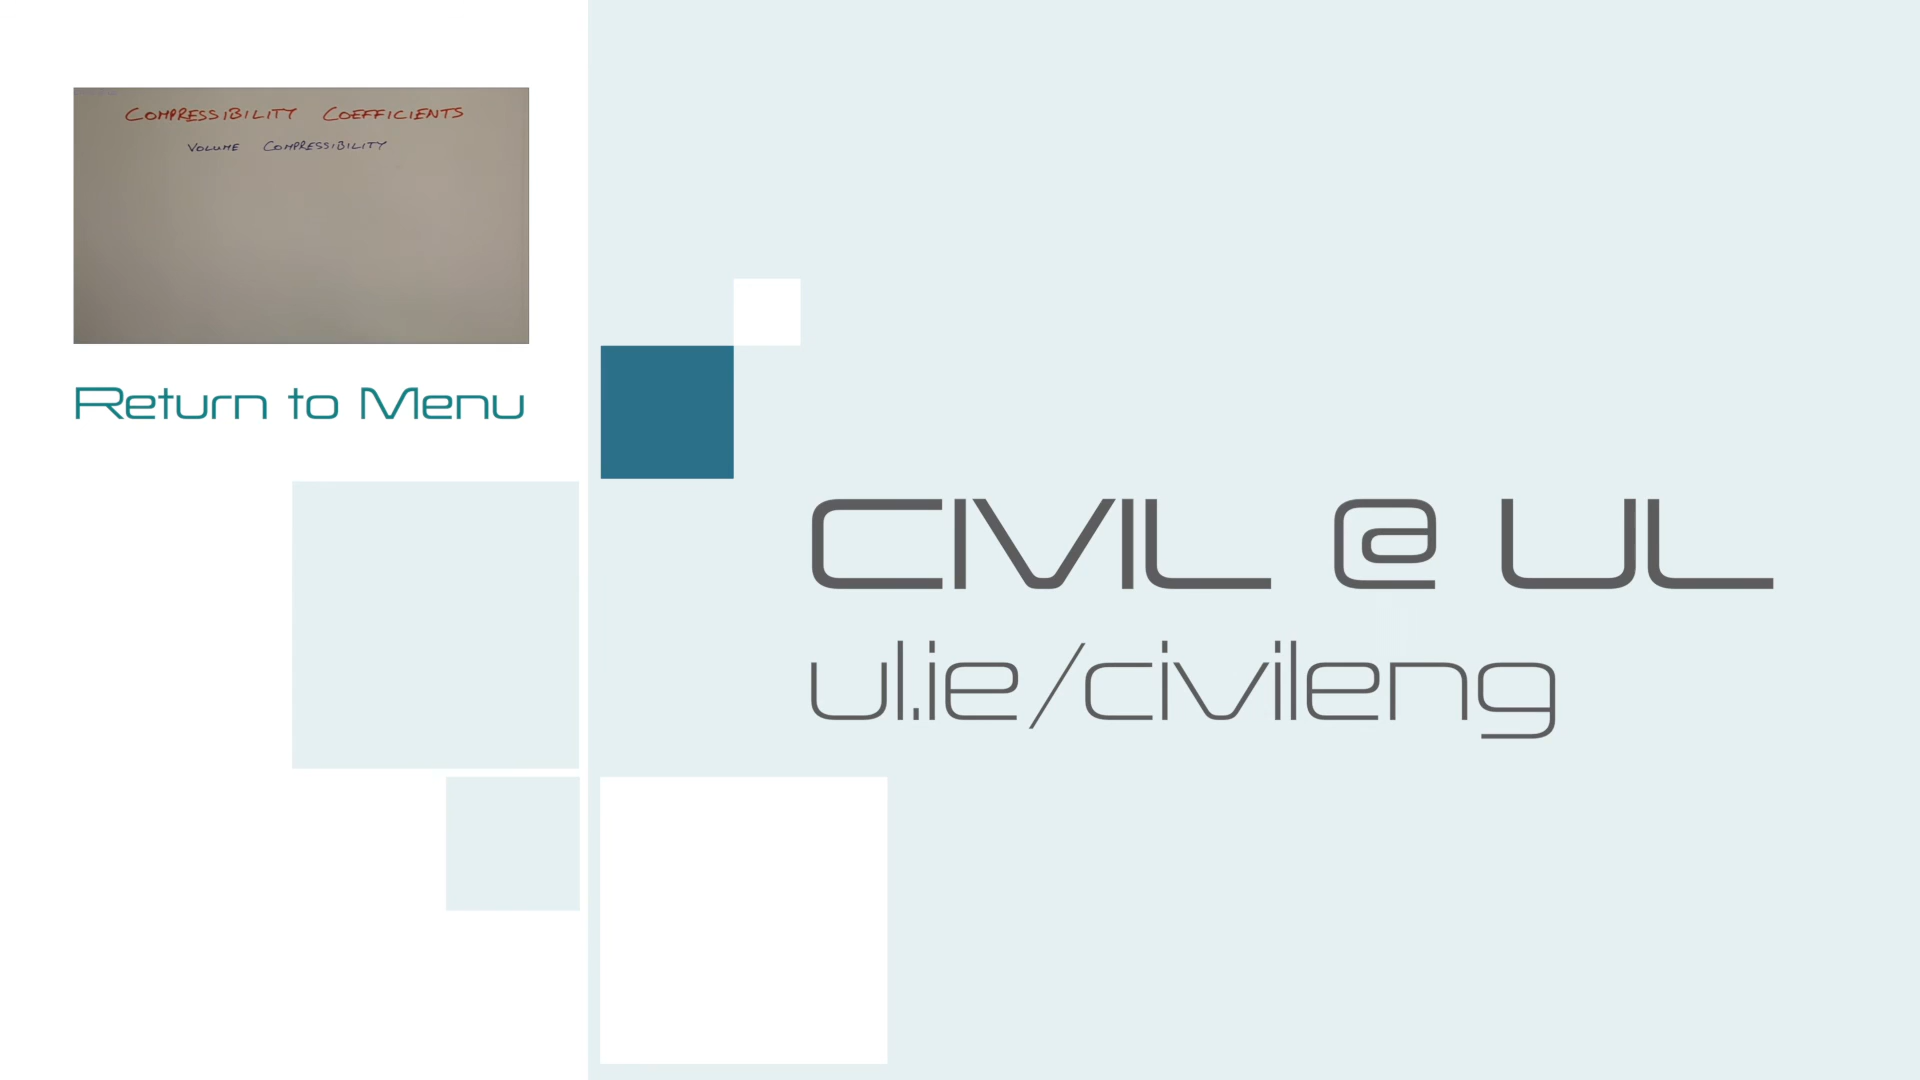 COMPRESSIBILITY COEFFICIENTS
VOLUME COMPRESSIBILITY
Return to Menu
CIVIL @ UL
ul.ie/civileng